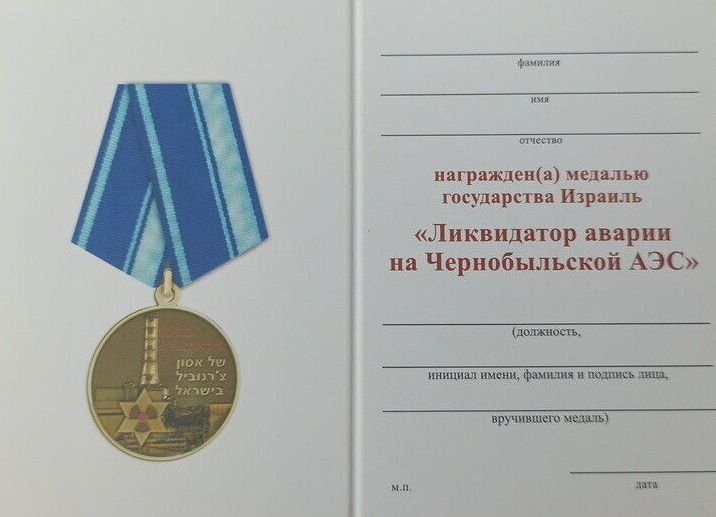 של אסון
צ'רנוביל
בישראל
фамилия
имя
отчество
награжден(а) медалью
государства Израиль
«Ликвидатор аварии
на Чернобыльской АЭС»
(должность,
инициал имени, фамилия и подпись лица,
вручившего медаль)
м.п.
дата